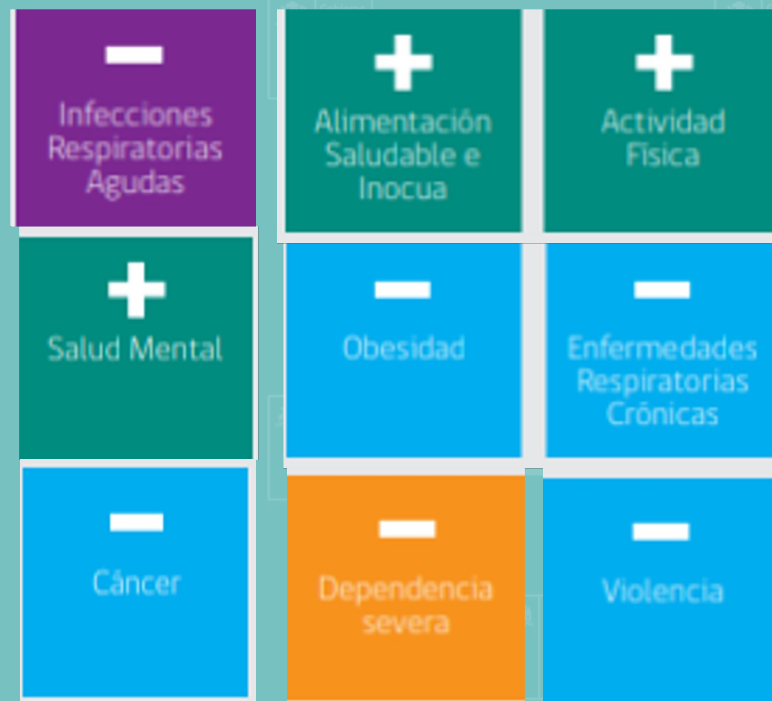 Infecciones
Respiratorias
Agudas
Alimentación
Saludable e
Inocua
Actividad
Física
Salud Mental
Obesidad
Enfermedades
Respiratorias
Crónicas
Cáncer
Dependencia
severa
Violencia